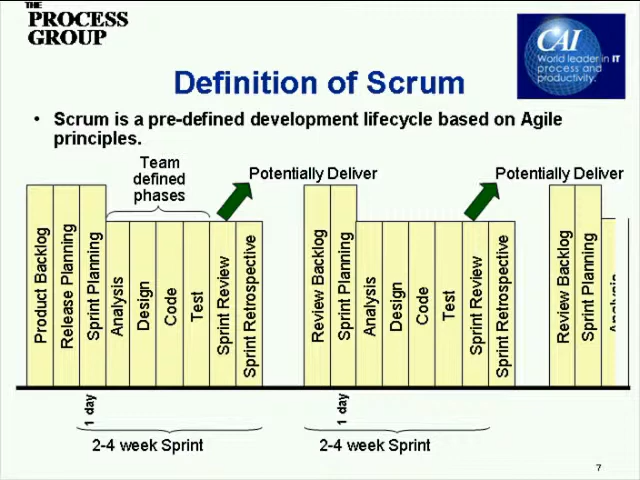 THE
PROCESS
GROUP
CAI
World leader in IT
process and
productivity.
Definition of Scrum
• Scrum is a pre-defined development lifecycle based on Agile
principles.
Team
defined
phases
Potentially Deliver
Potentially Deliver
Product Backlog
Release Planning
Sprint Planning
Analysis
Design
Code
Test
Sprint Review
Sprint Retrospective
Review Backlog
Sprint Planning
Analysis
Design
Code
Test
Sprint Review
Sprint Retrospective
Review Backlog
Sprint Planning
Analysis
1 day
1 day
2-4 week Sprint
2-4 week Sprint
7